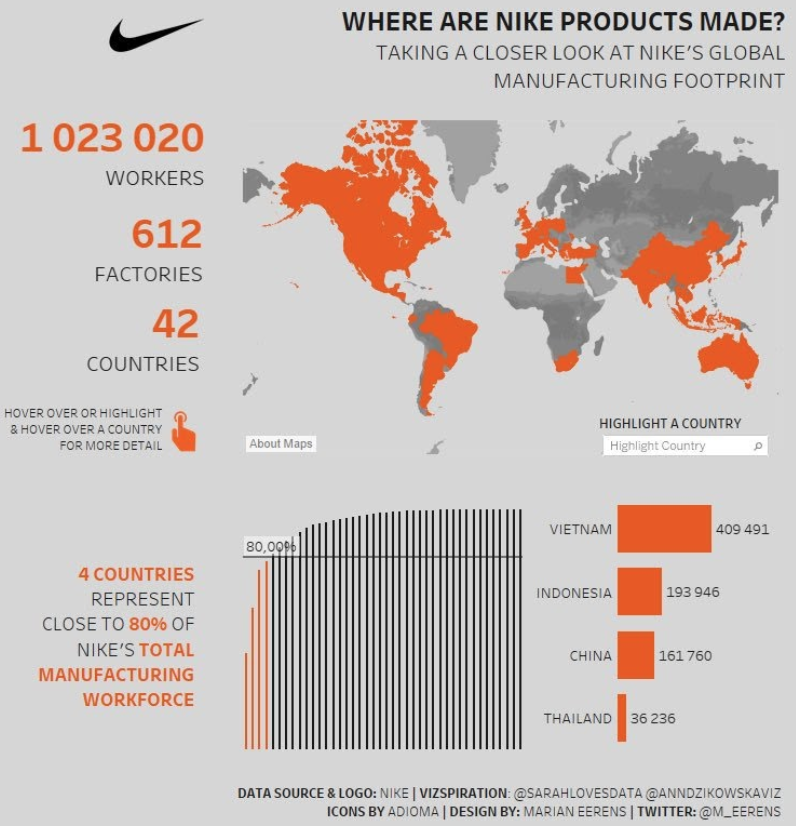 WHERE ARE NIKE PRODUCTS MADE?
TAKING A CLOSER LOOK AT NIKE'S GLOBAL
MANUFACTURING FOOTPRINT
1 023 020
WORKERS
612
FACTORIES
42
COUNTRIES
HOVER OVER OR HIGHLIGHT
& HOVER OVER A COUNTRY
FOR MORE DETAIL
About Maps
HIGHLIGHT A COUNTRY
Highlight Country
4 COUNTRIES
REPRESENT
CLOSE TO 80% OF
NIKE'S TOTAL
MANUFACTURING
WORKFORCE
80,00%
VIETNAM 409 491
INDONESIA 193 946
CHINA 161 760
THAILAND 36 236
DATA SOURCE & LOGO: NIKE | VIZSPIRATION: @SARAHLOVESDATA @ANNDZIKOWSKAVIZ
ICONS BY ADIOMA | DESIGN BY: MARIAN EERENS | TWITTER: @M_EERENS